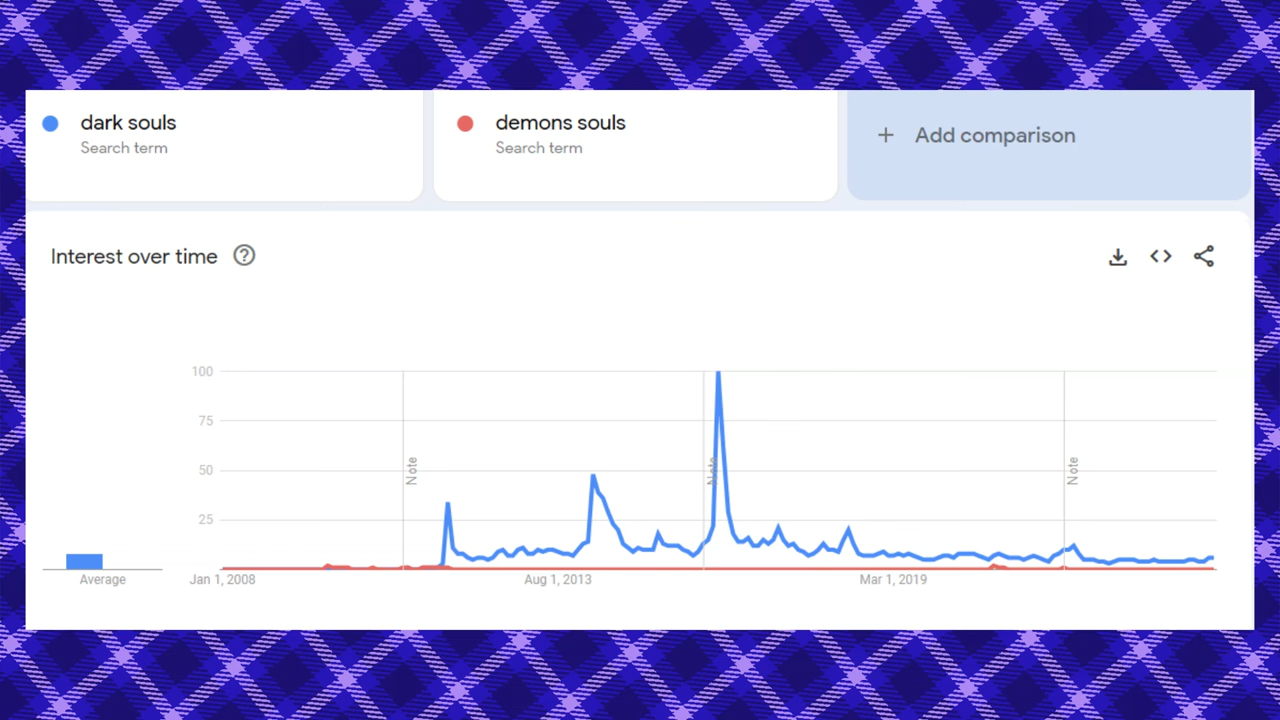 dark souls
Search term
demons souls
Search term
+ Add comparison
Interest over time ?
100
75
50
25
Note
Note
Note
Average
Jan 1, 2008
Aug 1, 2013
Mar 1, 2019